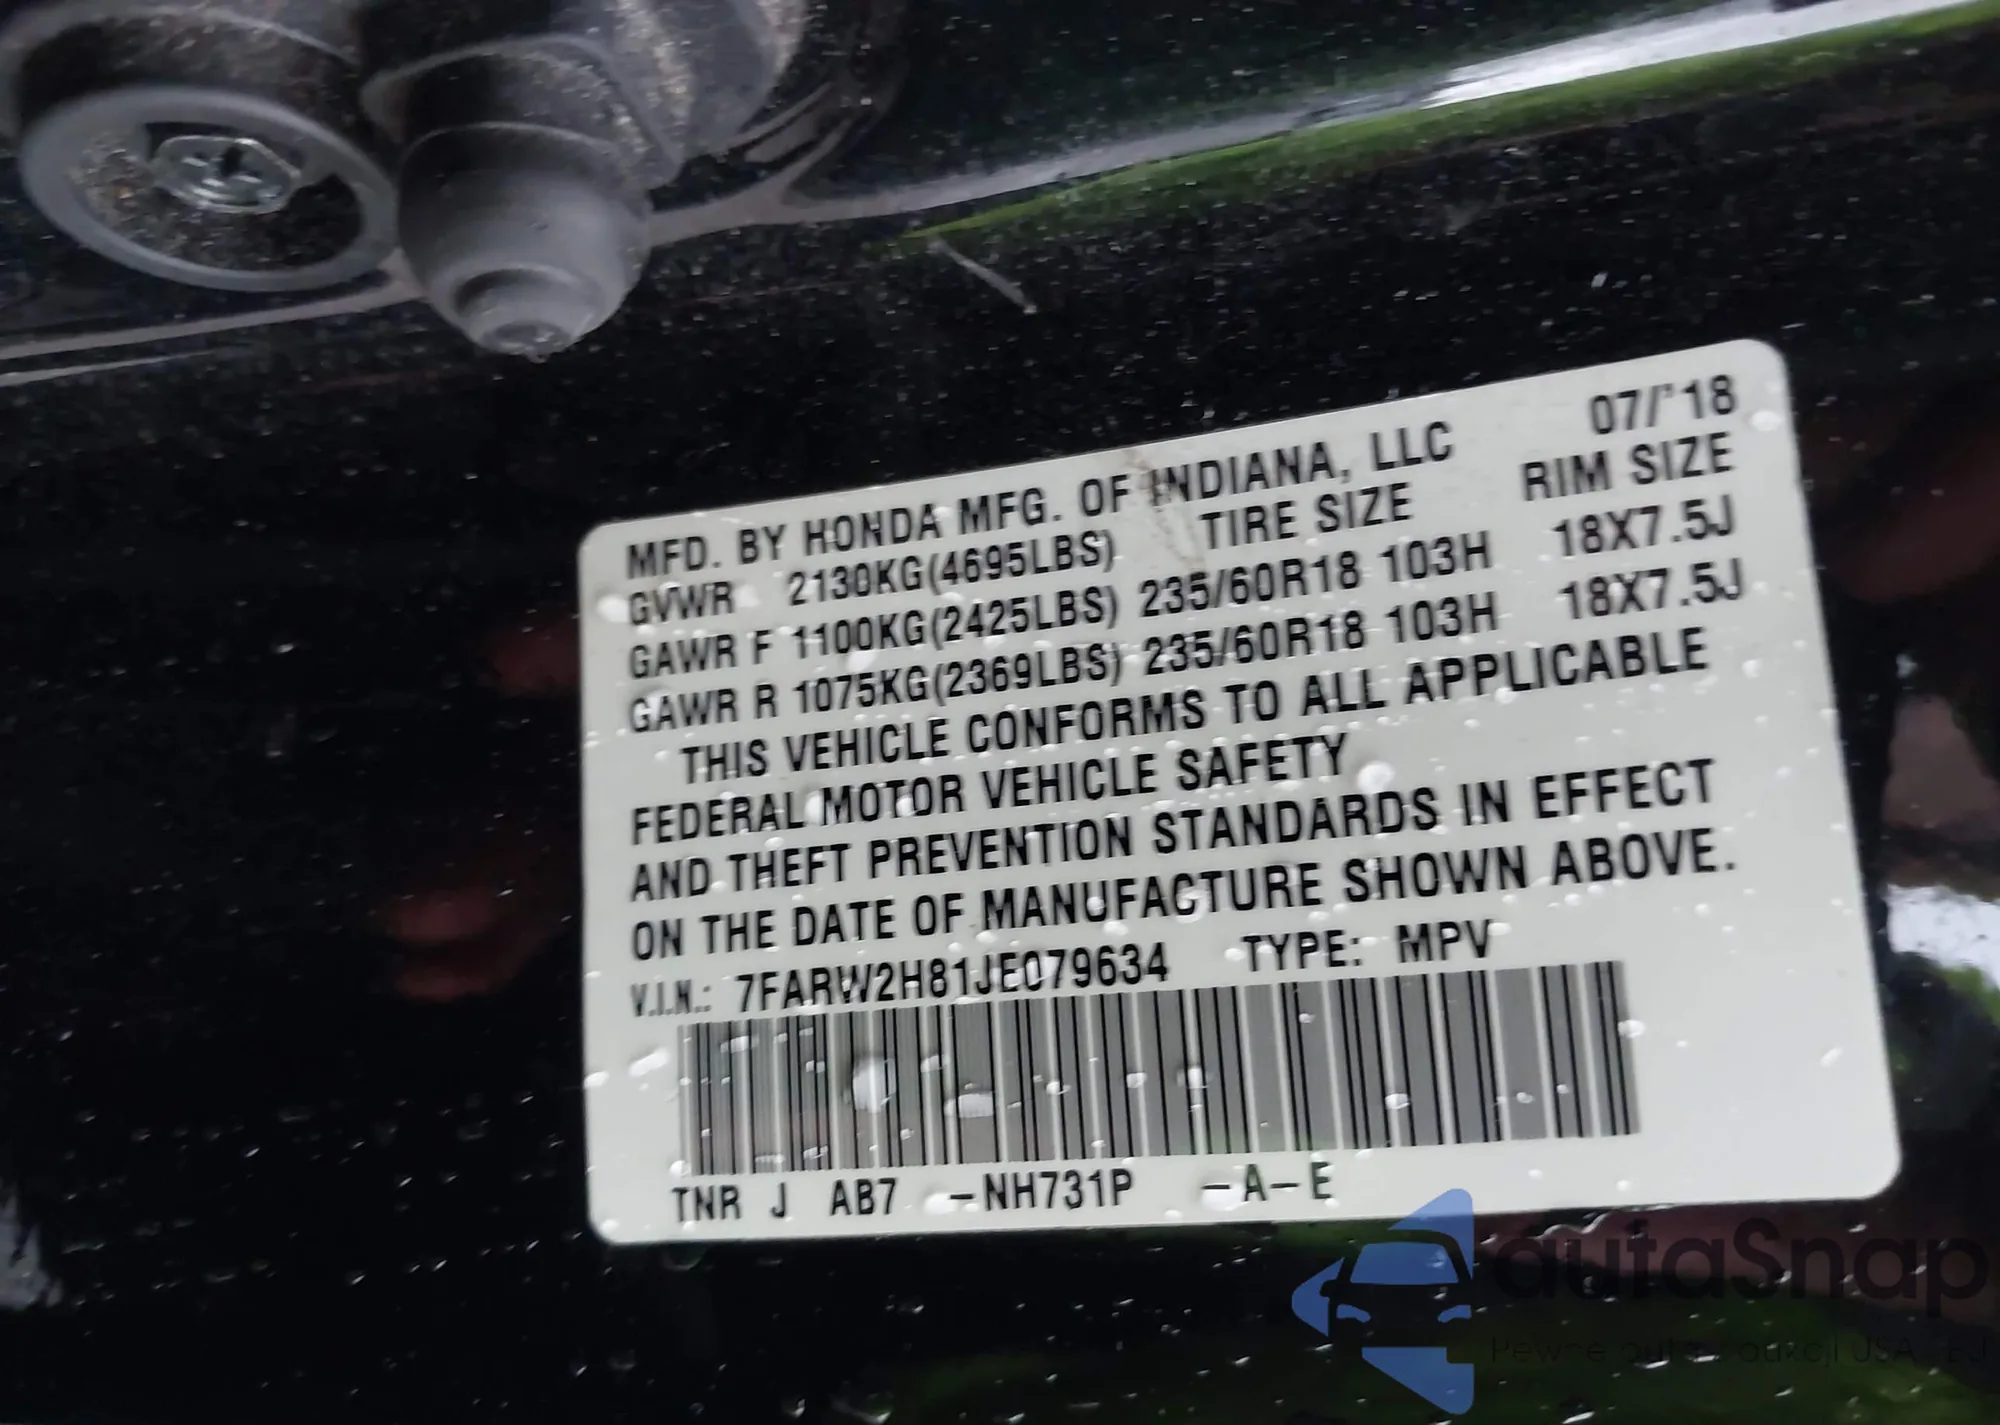 07/'18
MFD. BY HONDA MFG. OF INDIANA, LLC
GVWR 2130KG(4695LBS) TIRE SIZE RIM SIZE
GAWR F 1100KG(2425LBS) 235/60R18 103H 18X7.5J
GAWR R 1075KG(2369LBS) 235/60R18 103H 18X7.5J
THIS VEHICLE CONFORMS TO ALL APPLICABLE
FEDERAL MOTOR VEHICLE SAFETY
AND THEFT PREVENTION STANDARDS IN EFFECT
ON THE DATE OF MANUFACTURE SHOWN ABOVE.
V.I.N.: 7FARW2H81JE079634 TYPE: MPV
TNR J AB7 -NH731P -A-E
autaSnap
USA